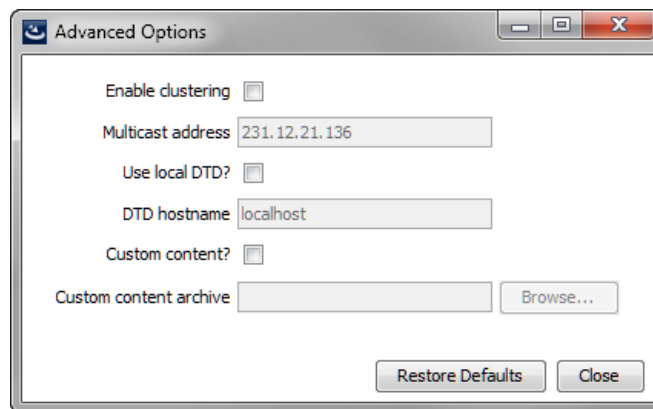 Advanced Options
Enable clustering
Multicast address 231.12.21.136
Use local DTD?
DTD hostname localhost
Custom content?
Custom content archive Browse...
Restore Defaults Close